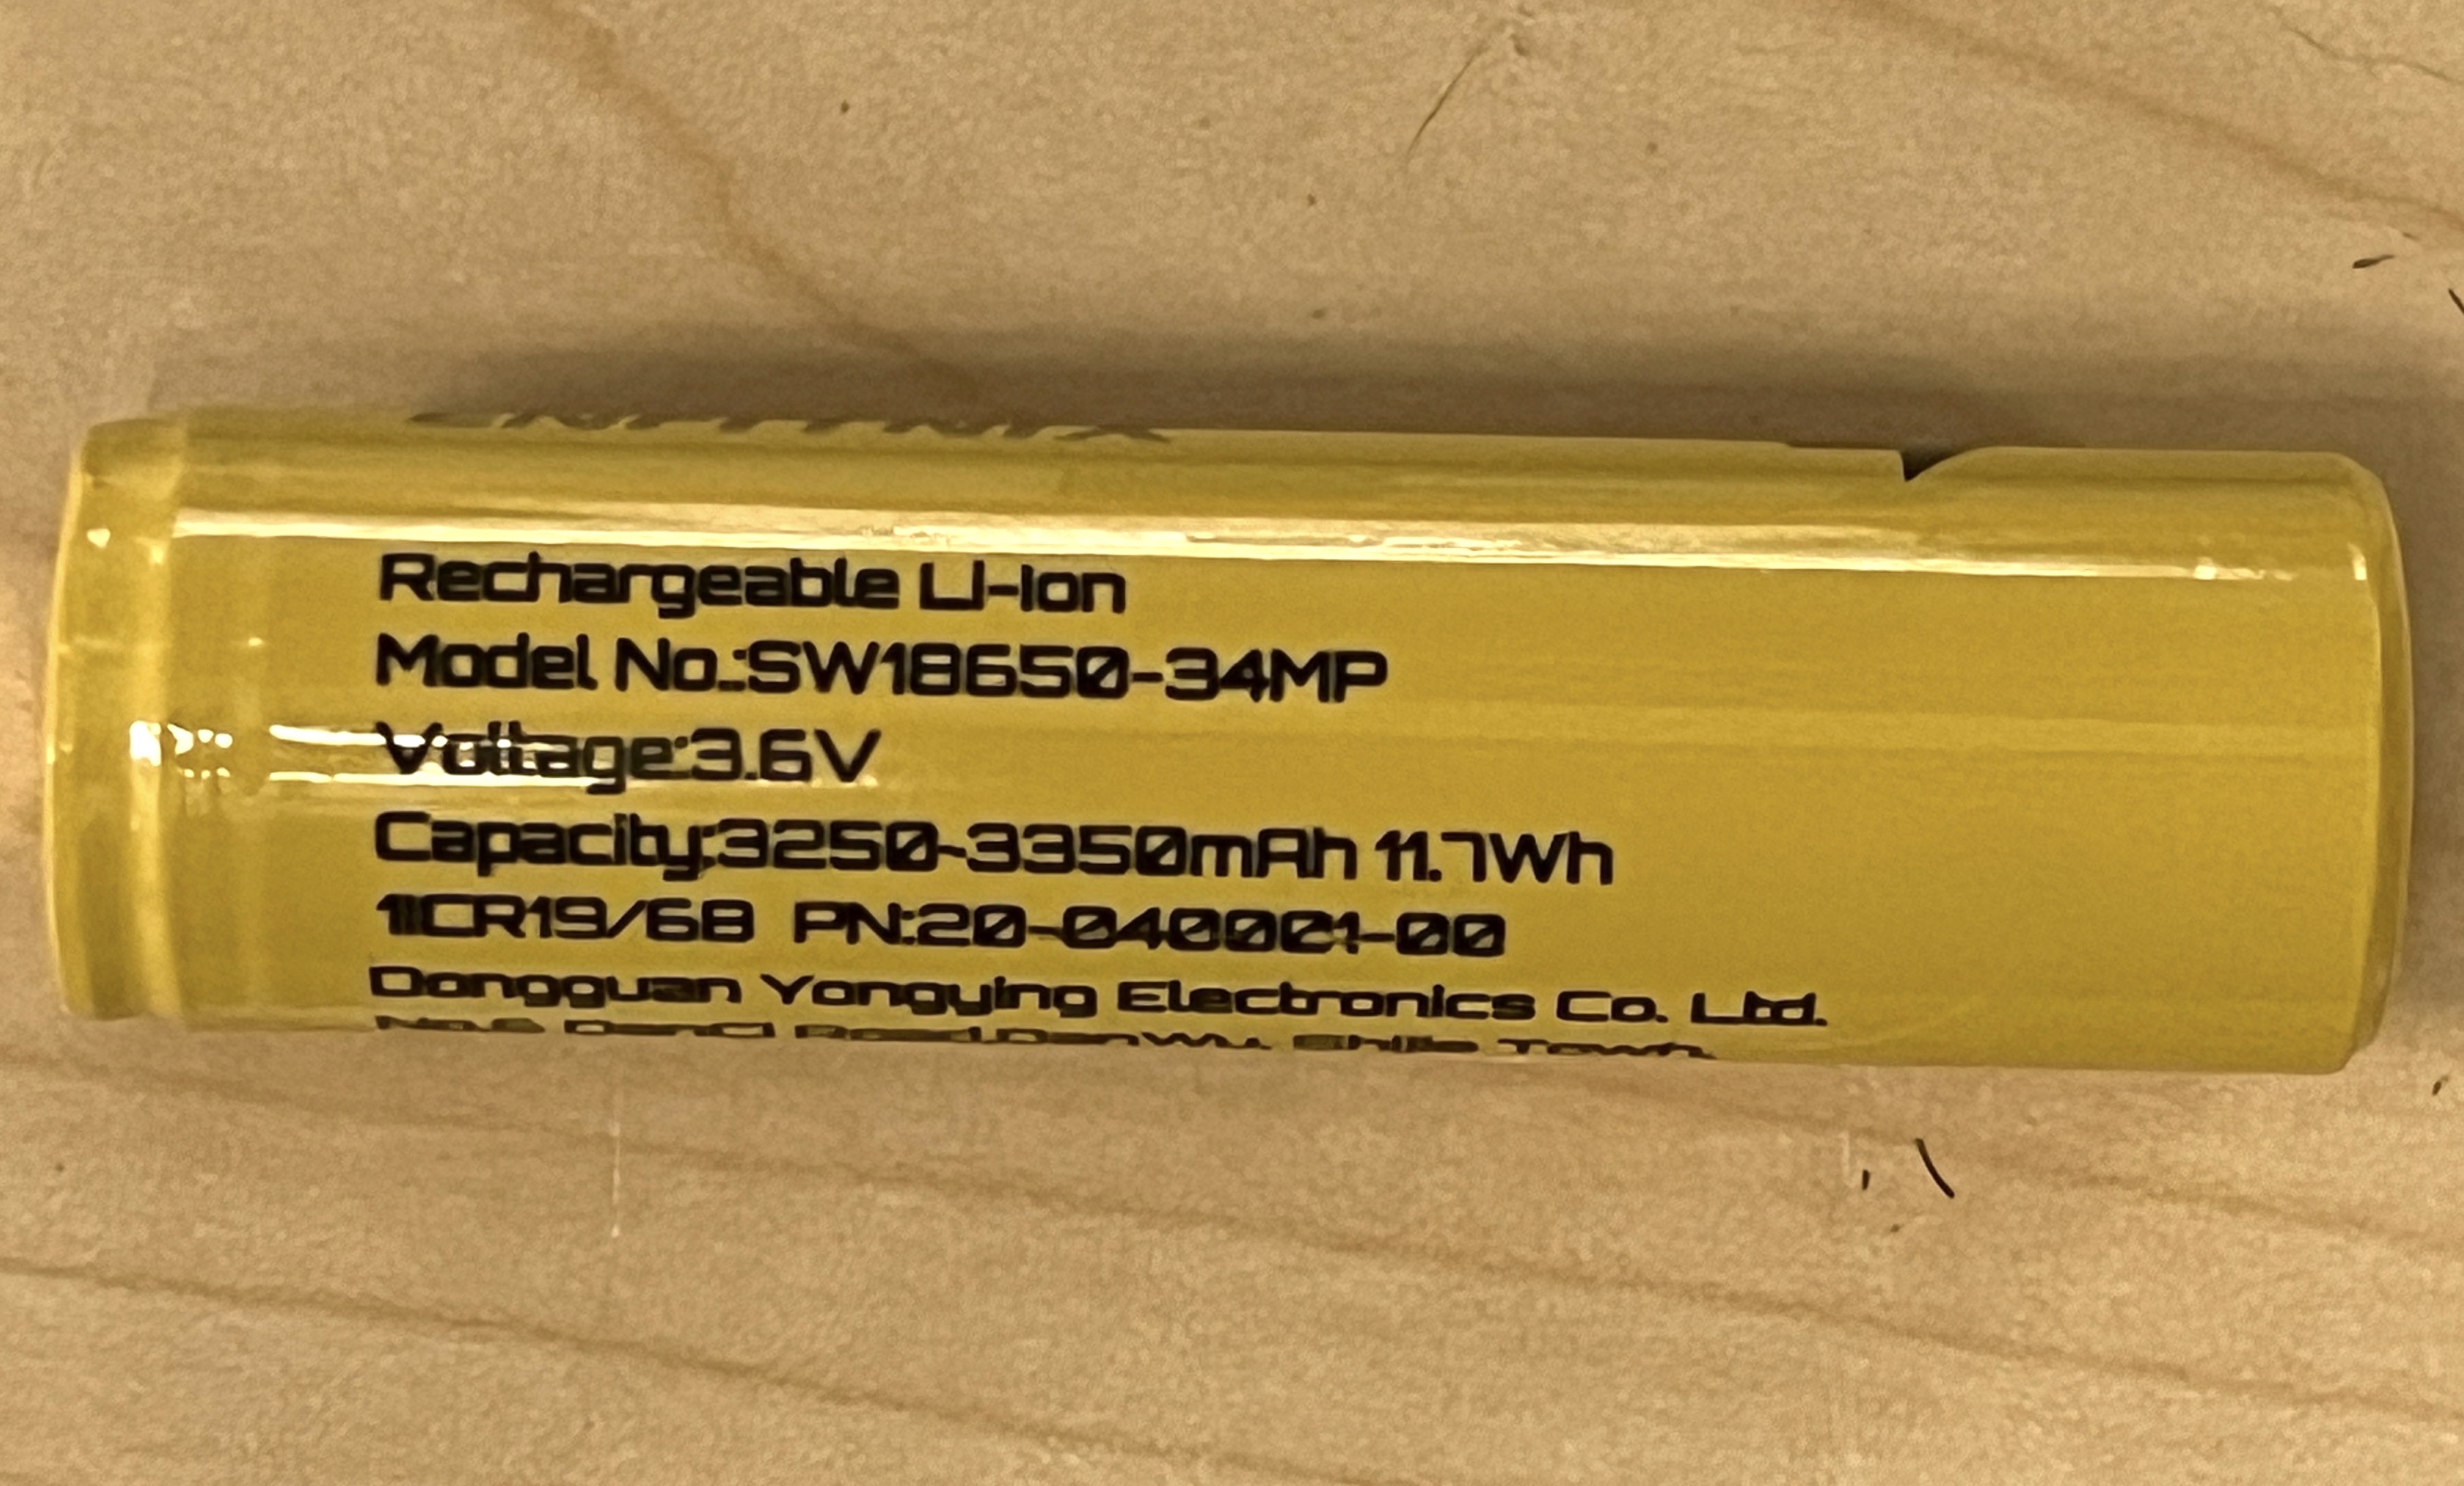 Rechargeable LI-Ion
Model No.:SW18650-34MP
Voltage:3.6V
Capacity:3250-3350mAh 11.7Wh
1ICR19/68 PN:20-040001-00
Dongguan Yongying Electronics Co. Ltd.
Town,